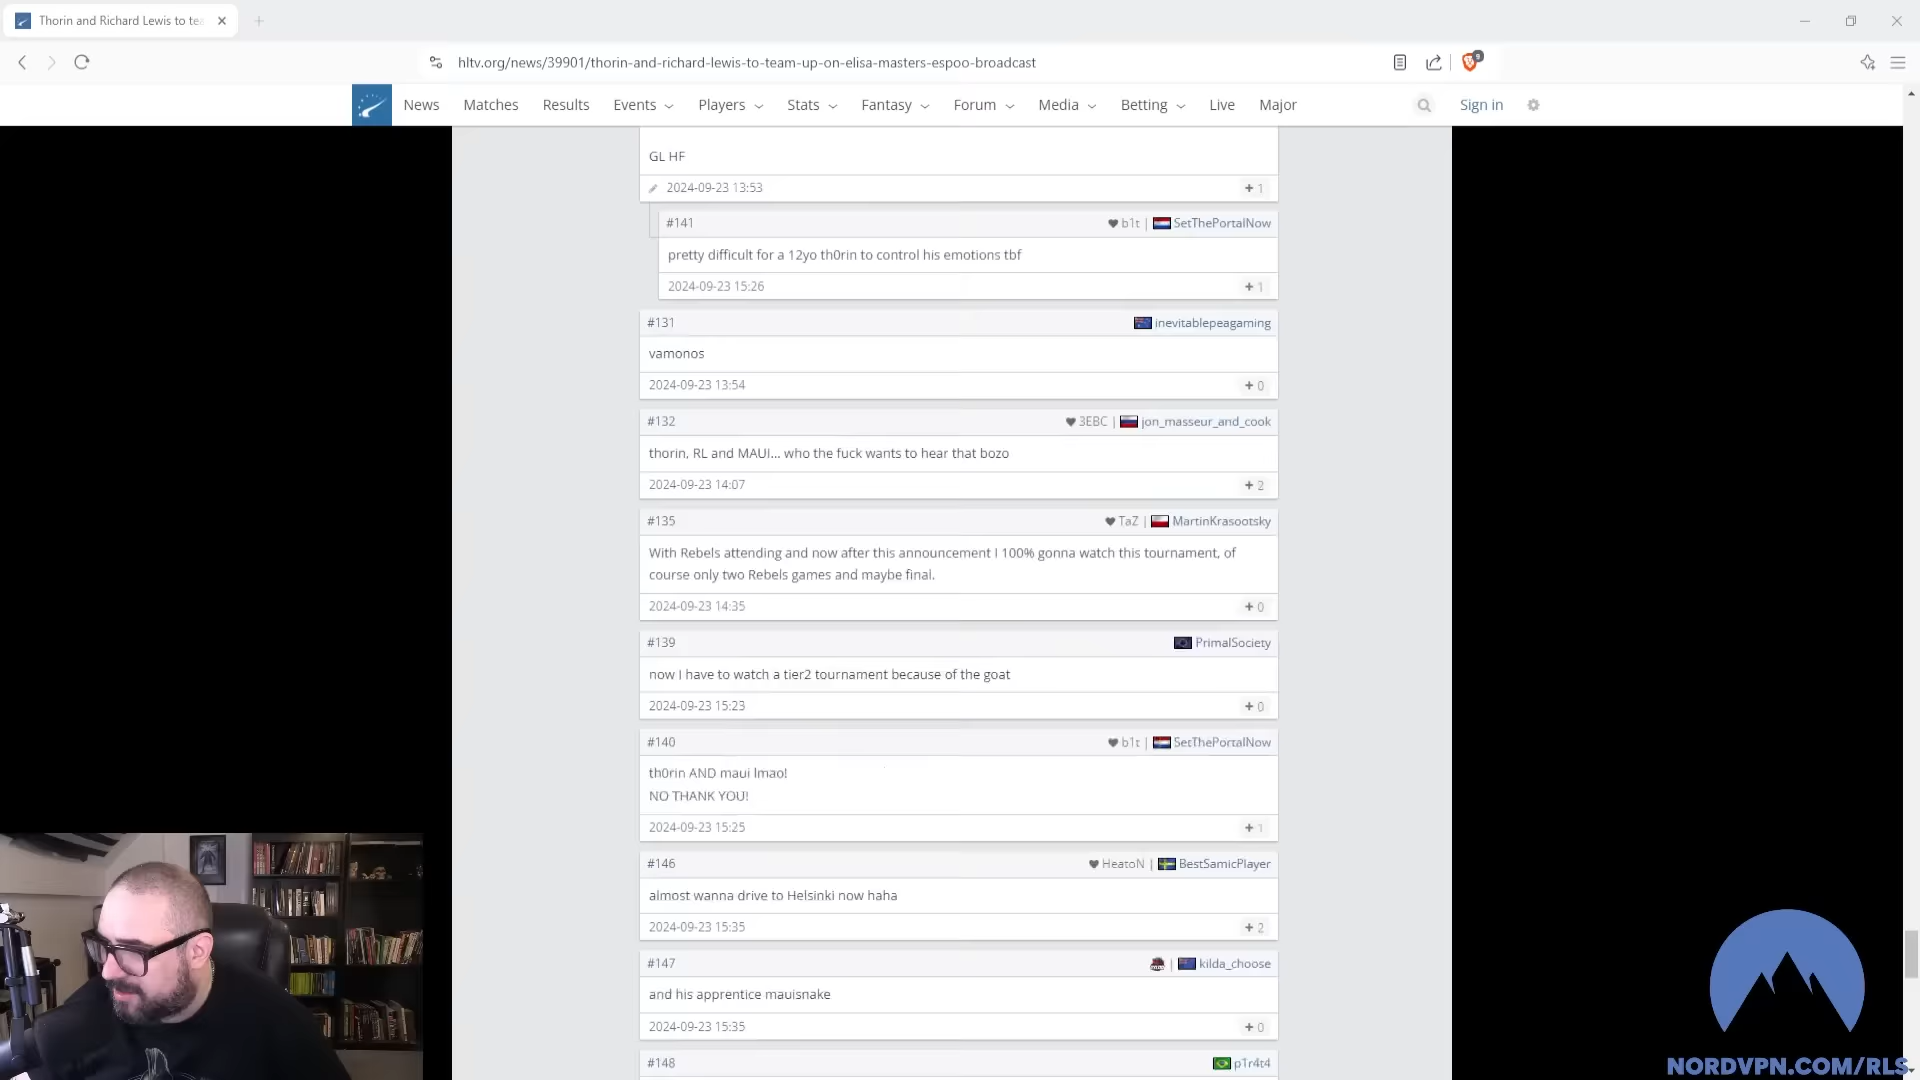 Thorin and Richard Lewis to tea
hltv.org/news/39901/thorin-and-richard-lewis-to-team-up-on-elisa-masters-espoo-broadcast
9
News Matches Results Events Players Stats Fantasy Forum Media Betting Live Major Sign in
GL HF
2024-09-23 13:53 +1
#141 b1t | SetThePortalNow
pretty difficult for a 12yo th0rin to control his emotions tbf
2024-09-23 15:26 +1
#131 inevitablepeagaming
vamonos
2024-09-23 13:54 +0
#132 3EBC | jon_masseur_and_cook
thorin, RL and MAUI... who the fuck wants to hear that bozo
2024-09-23 14:07 +2
#135 TaZ | MartinKrasootsky
With Rebels attending and now after this announcement I 100% gonna watch this tournament, of
course only two Rebels games and maybe final.
2024-09-23 14:35 +0
#139 PrimalSociety
now I have to watch a tier2 tournament because of the goat
2024-09-23 15:23 +0
#140 b1t | SetThePortalNow
th0rin AND maui lmao!
NO THANK YOU!
2024-09-23 15:25 +1
#146 HeatoN | BestSamicPlayer
almost wanna drive to Helsinki now haha
2024-09-23 15:35 +2
#147 | kilda_choose
and his apprentice mauisnake
2024-09-23 15:35 +0
#148 p1r4t4
NORDVPN.COM/RLS